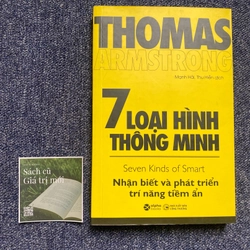 THOMAS
ARMSTRONG
Mạnh Hải, Thu Hiền dịch
7 LOẠI HÌNH
THÔNG MINH
Seven Kinds of Smart
Nhận biết và phát triển
trí năng tiềm ẩn
alpha
Sách cũ
Giá trị mới